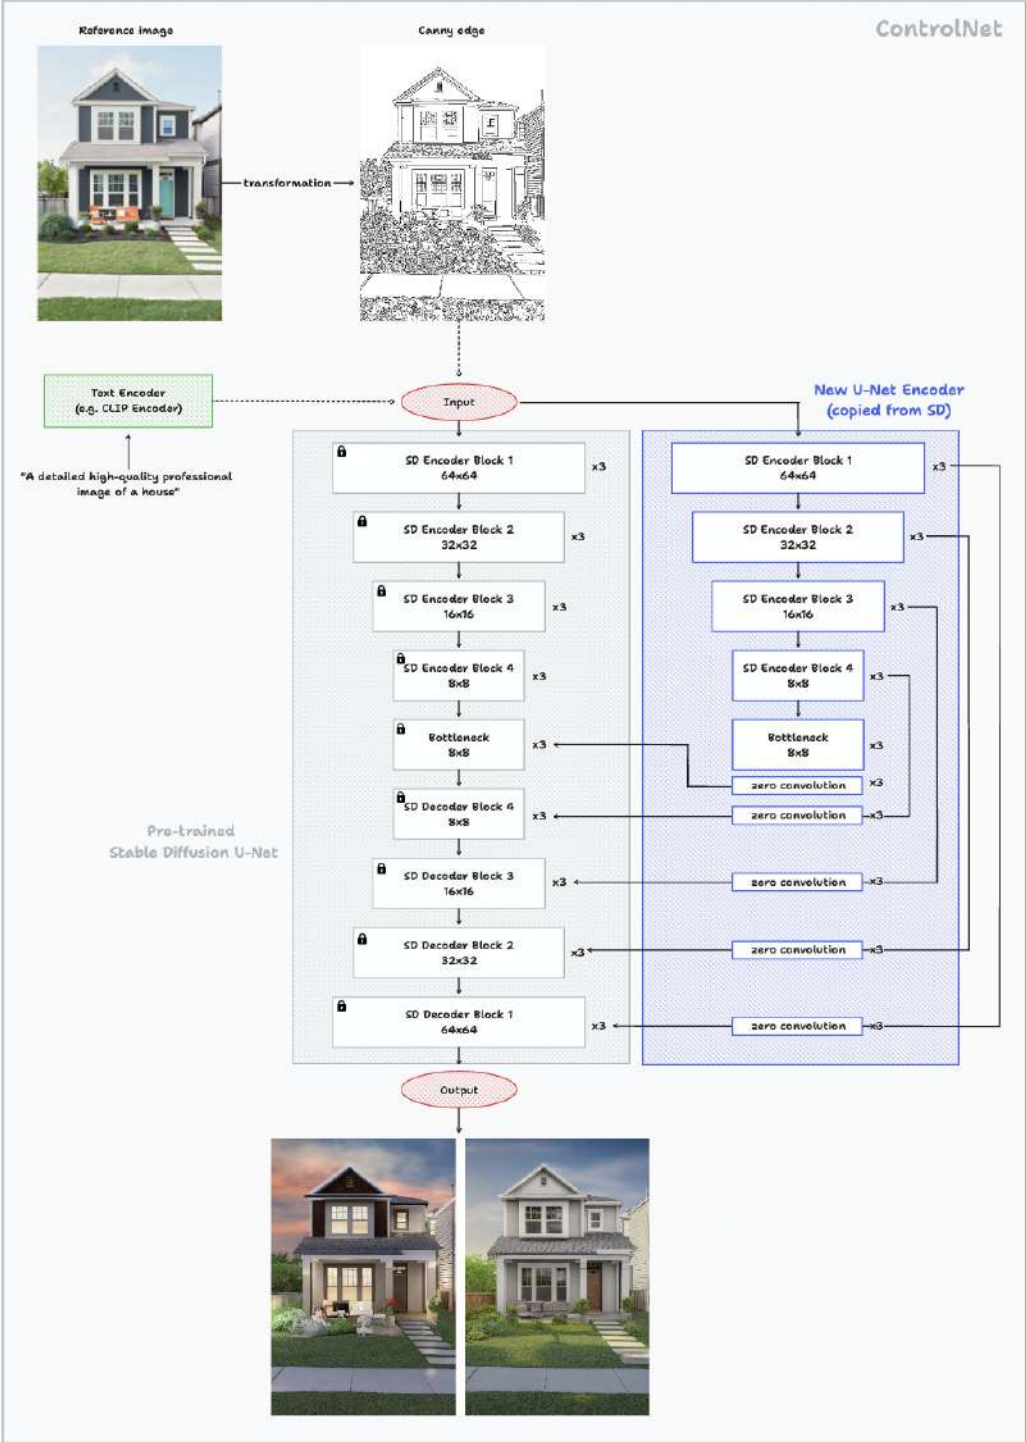 Reference image
Canny edge
ControlNet
transformation
Text Encoder
(e.g. CLIP Encoder)
Input
New U-Net Encoder
(copied from SD)
"A detailed high-quality professional
image of a house"
SD Encoder Block 1
64x64
x3
SD Encoder Block 1
64x64
x3
SD Encoder Block 2
32x32
x3
SD Encoder Block 2
32x32
x3
SD Encoder Block 3
16x16
x3
SD Encoder Block 3
16x16
x3
SD Encoder Block 4
8x8
x3
SD Encoder Block 4
8x8
x3
Bottleneck
8x8
x3
Bottleneck
8x8
x3
zero convolution
x3
SD Decoder Block 4
8x8
x3
zero convolution
x3
Pre-trained
Stable Diffusion U-Net
SD Decoder Block 3
16x16
x3
zero convolution
x3
SD Decoder Block 2
32x32
x3
zero convolution
x3
SD Decoder Block 1
64x64
x3
zero convolution
x3
Output